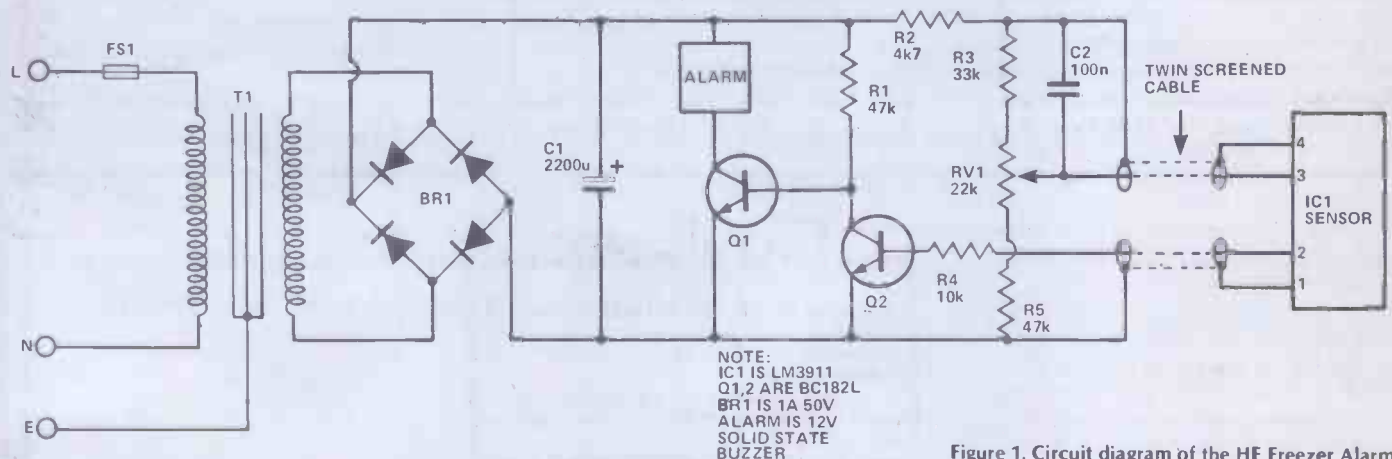 FS1
L
T1
N
E
BR1
C1
2200u
+
ALARM
Q1
R1
47k
R2
4k7
Q2
R3
33k
RV1
22k
R4
10k
R5
47k
C2
100n
TWIN SCREENED
CABLE
4
3
2
1
IC1
SENSOR
NOTE:
IC1 IS LM3911
Q1,2 ARE BC182L
BR1 IS 1A 50V
ALARM IS 12V
SOLID STATE
BUZZER
Figure 1. Circuit diagram of the HE Freezer Alarm